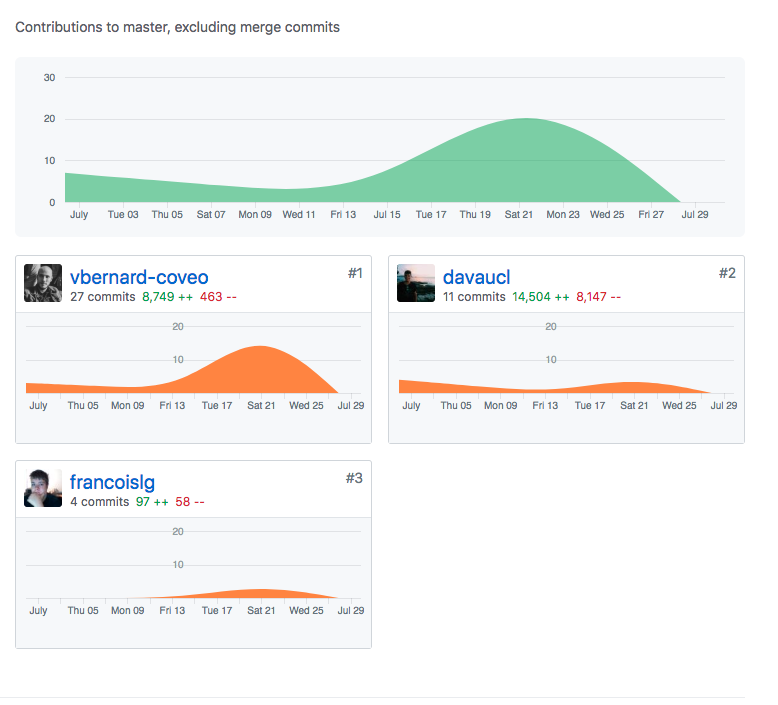 Contributions to master, excluding merge commits
30
20
10
0
July Tue 03 Thu 05 Sat 07 Mon 09 Wed 11 Fri 13 Jul 15 Tue 17 Thu 19 Sat 21 Mon 23 Wed 25 Fri 27 Jul 29
vbernard-coveo #1
27 commits 8,749 ++ 463 --
20
10
July Thu 05 Mon 09 Fri 13 Tue 17 Sat 21 Wed 25 Jul 29
davaucl #2
11 commits 14,504 ++ 8,147 --
20
10
July Thu 05 Mon 09 Fri 13 Tue 17 Sat 21 Wed 25 Jul 29
francoislg #3
4 commits 97 ++ 58 --
20
10
July Thu 05 Mon 09 Fri 13 Tue 17 Sat 21 Wed 25 Jul 29